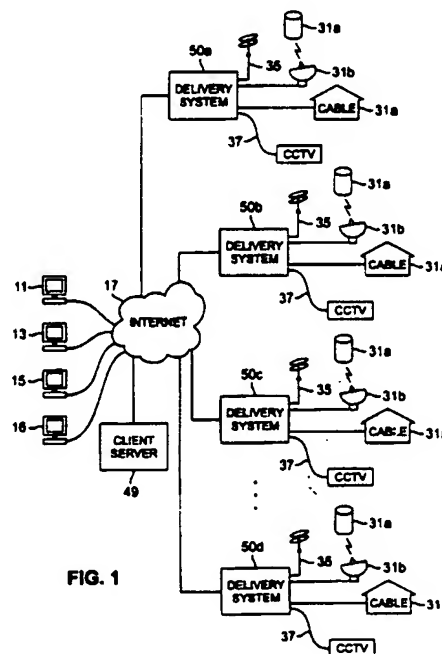 31a
50a
35
31b
DELIVERY
SYSTEM
CABLE
31a
37
CCTV
31a
50b
35
31b
DELIVERY
SYSTEM
CABLE
31a
37
CCTV
11
17
INTERNET
13
15
16
CLIENT
SERVER
49
31a
50c
35
31b
DELIVERY
SYSTEM
CABLE
31a
37
CCTV
31a
50d
35
31b
DELIVERY
SYSTEM
CABLE
37
CCTV
FIG. 1